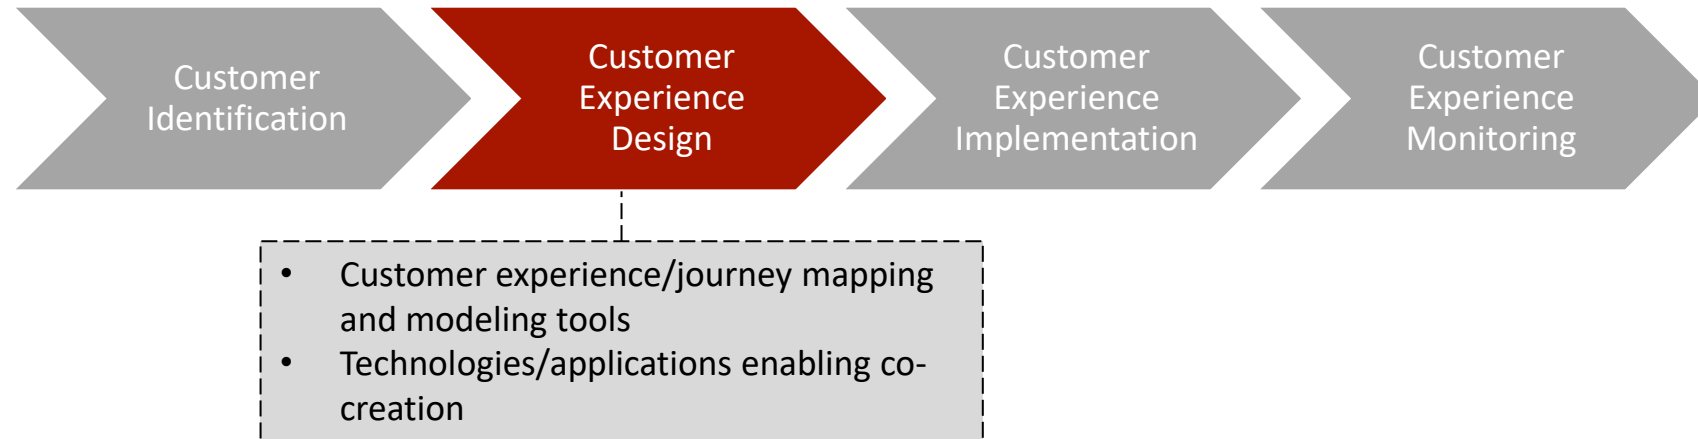 Customer
Identification
Customer
Experience
Design
Customer
Experience
Implementation
Customer
Experience
Monitoring
• Customer experience/journey mapping
and modeling tools
• Technologies/applications enabling co-
creation